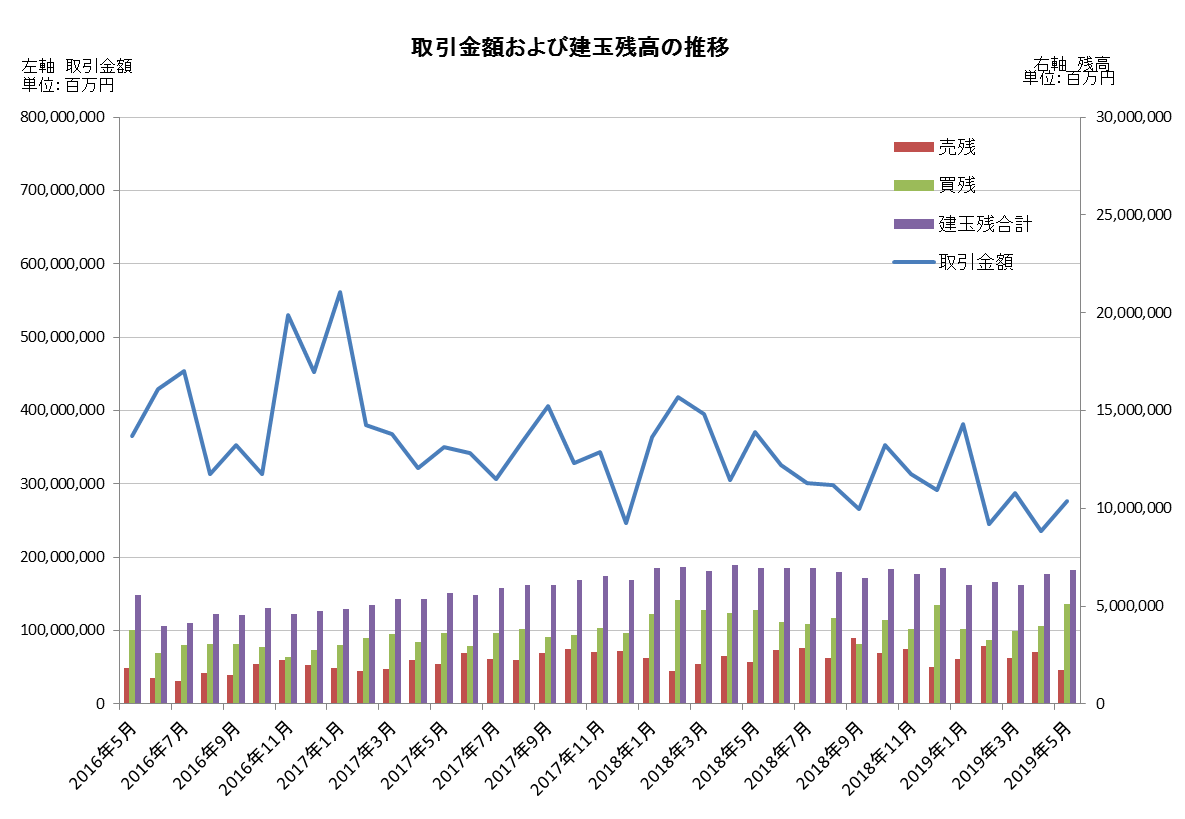 取引金額および建玉残高の推移
左軸 取引金額
単位: 百万円
右軸 残高
単位: 百万円
800,000,000
700,000,000
600,000,000
500,000,000
400,000,000
300,000,000
200,000,000
100,000,000
0
30,000,000
25,000,000
20,000,000
15,000,000
10,000,000
5,000,000
0
売残
買残
建玉残合計
取引金額
2016年5月
2016年7月
2016年9月
2016年11月
2017年1月
2017年3月
2017年5月
2017年7月
2017年9月
2017年11月
2018年1月
2018年3月
2018年5月
2018年7月
2018年9月
2018年11月
2019年1月
2019年3月
2019年5月